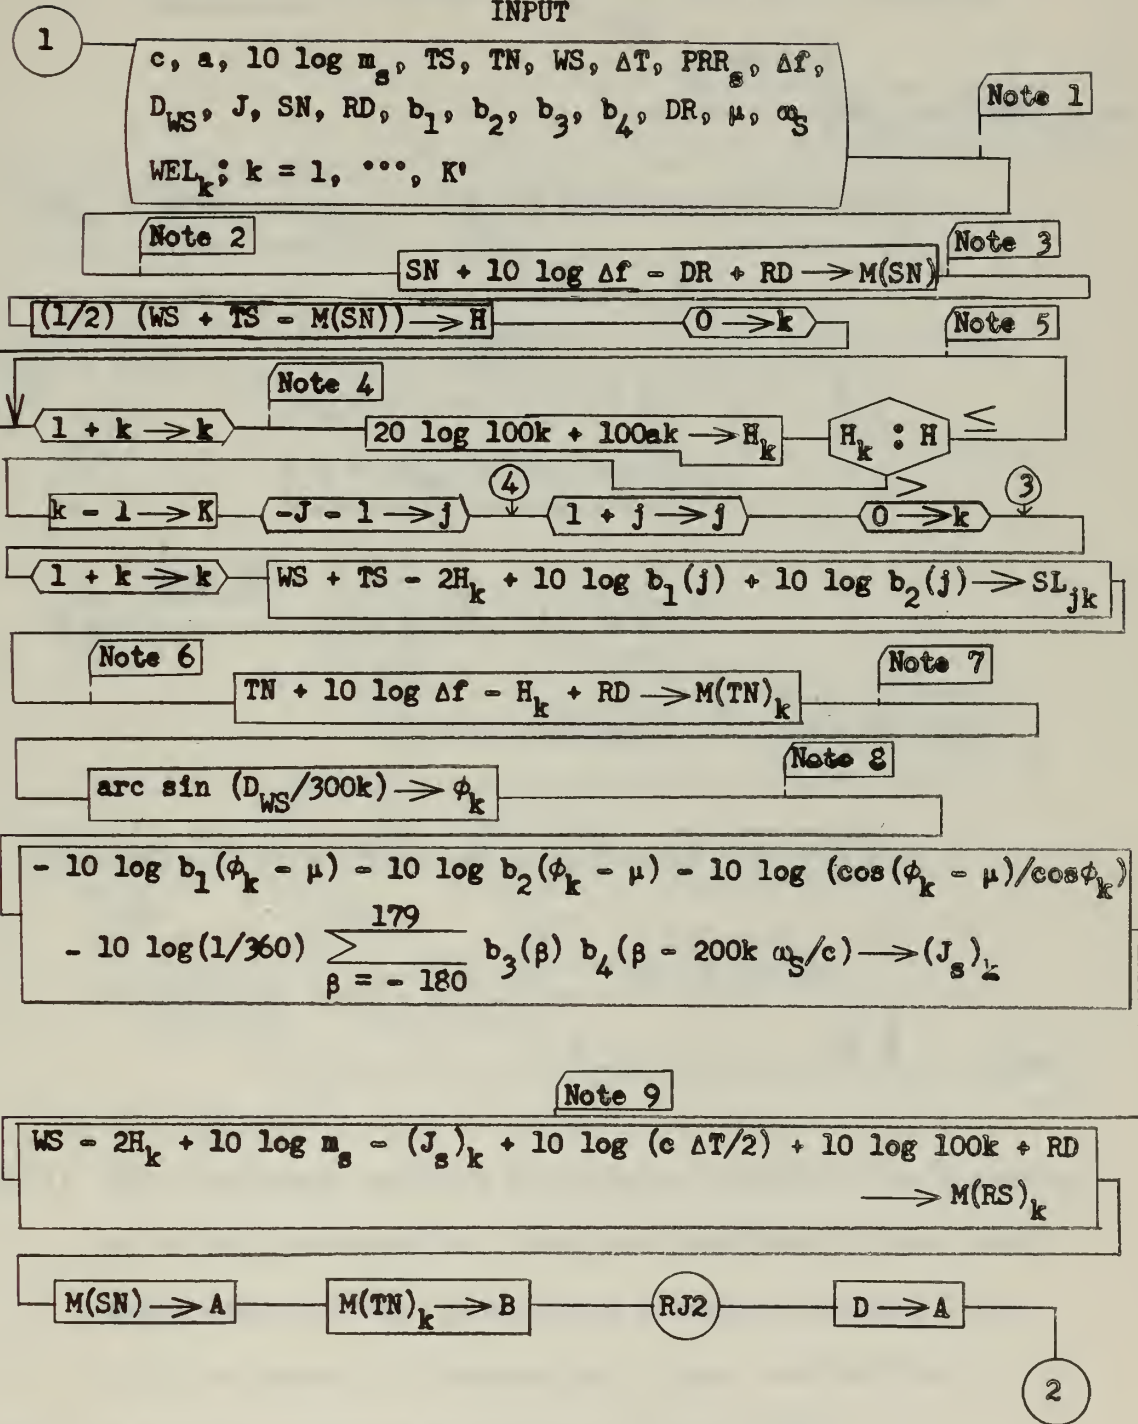 INPUT
1
c, a, 10 log m_s, TS, TN, WS, ΔT, PRR_s, Δf,
D_WS, J, SN, RD, b_1, b_2, b_3, b_4, DR, μ, ω_S
WEL_k; k = 1, •••, K'
Note 1
Note 2
SN + 10 log Δf - DR + RD → M(SN)
Note 3
(1/2) (WS + TS - M(SN)) → H
0 → k
Note 5
Note 4
1 + k → k
20 log 100k + 100ak → H_k
H_k : H
≤
>
k - 1 → K
-J - 1 → j
4
1 + j → j
0 → k
3
1 + k → k
WS + TS - 2H_k + 10 log b_1(j) + 10 log b_2(j) → SL_jk
Note 6
TN + 10 log Δf - H_k + RD → M(TN)_k
Note 7
arc sin (D_WS/300k) → φ_k
Note 8
- 10 log b_1(φ_k - μ) - 10 log b_2(φ_k - μ) - 10 log (cos(φ_k - μ)/cosφ_k)
- 10 log(1/360) 179 ∑ β = - 180 b_3(β) b_4(β - 200k ω_S/c) → (J_s)_k
Note 9
WS - 2H_k + 10 log m_s - (J_s)_k + 10 log (c ΔT/2) + 10 log 100k + RD
→ M(RS)_k
M(SN) → A
M(TN)_k → B
RJ2
D → A
2